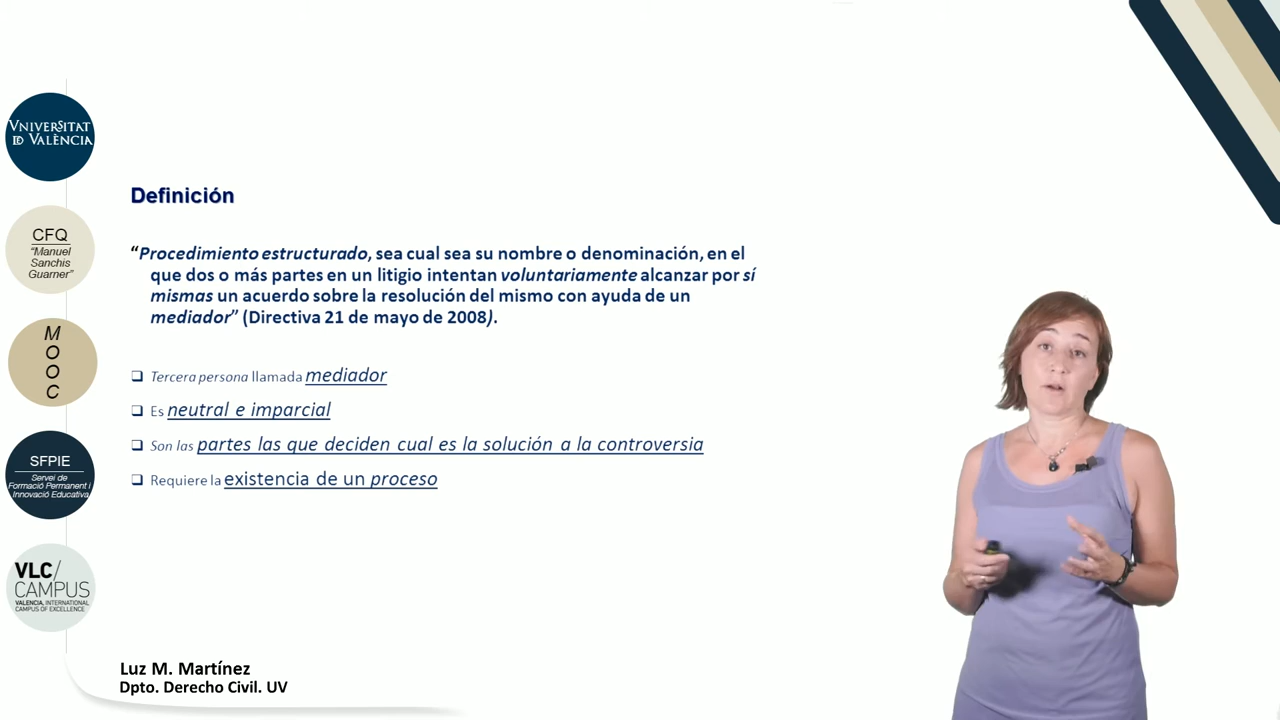 VNIVERSITAT
DE VALÈNCIA
CFQ
“Manuel
Sanchis
Guarner”
M
O
O
C
SFPIE
Servei de
Formació Permanent i
Innovació Educativa
VLC/
CAMPUS
VALENCIA, INTERNATIONAL
CAMPUS OF EXCELLENCE
Definición
“Procedimiento estructurado, sea cual sea su nombre o denominación, en el
que dos o más partes en un litigio intentan voluntariamente alcanzar por sí
mismas un acuerdo sobre la resolución del mismo con ayuda de un
mediador” (Directiva 21 de mayo de 2008).
❑ Tercera persona llamada mediador
❑ Es neutral e imparcial
❑ Son las partes las que deciden cual es la solución a la controversia
❑ Requiere la existencia de un proceso
Luz M. Martínez
Dpto. Derecho Civil. UV